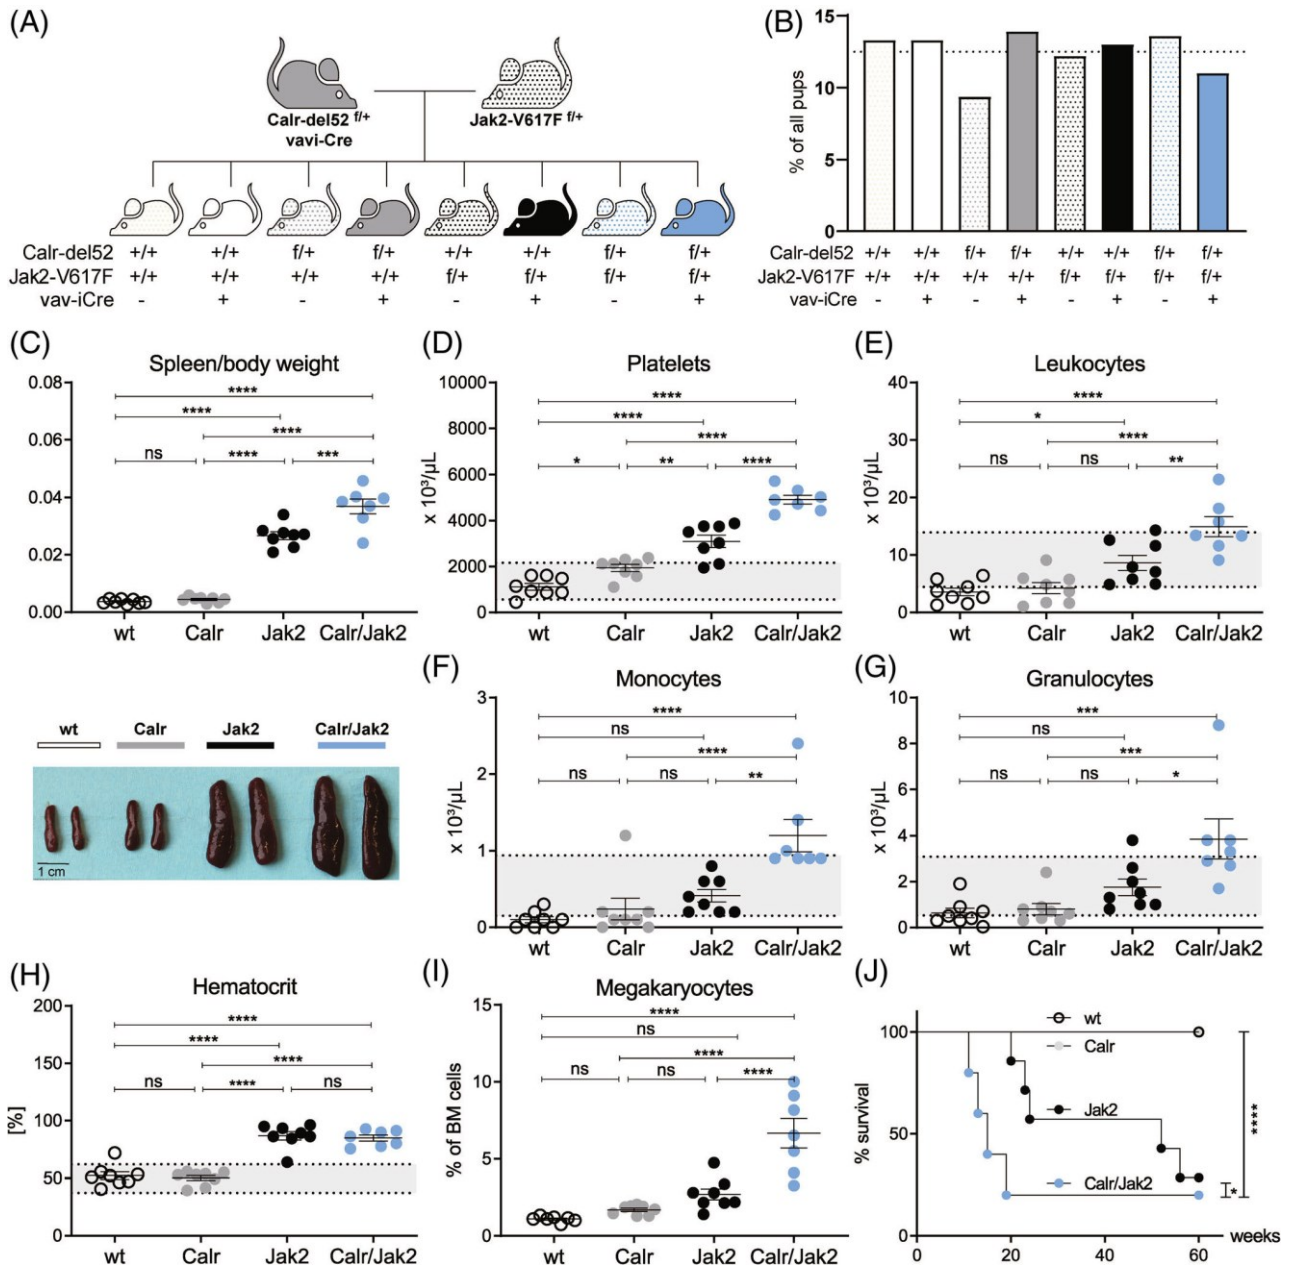 (A)
Calr-del52 f/+
vavi-Cre
Jak2-V617F f/+
Calr-del52 +/+ +/+ f/+ f/+ +/+ +/+ f/+ f/+
Jak2-V617F +/+ +/+ +/+ +/+ f/+ f/+ f/+ f/+
vav-iCre - + - + - + - +
(B)
% of all pups
15
10
5
0
Calr-del52 +/+ +/+ f/+ f/+ +/+ +/+ f/+ f/+
Jak2-V617F +/+ +/+ +/+ +/+ f/+ f/+ f/+ f/+
vav-iCre - + - + - + - +
(C)
Spleen/body weight
0.08
0.06
0.04
0.02
0.00
****
****
****
ns **** ***
wt Calr Jak2 Calr/Jak2
wt Calr Jak2 Calr/Jak2
1 cm
(D)
Platelets
x 10³/µL
10000
8000
6000
4000
2000
0
****
****
****
* ** ****
wt Calr Jak2 Calr/Jak2
(E)
Leukocytes
x 10³/µL
40
30
20
10
0
****
*
****
ns ns **
wt Calr Jak2 Calr/Jak2
(F)
Monocytes
x 10³/µL
3
2
1
0
****
ns
****
ns ns **
wt Calr Jak2 Calr/Jak2
(G)
Granulocytes
x 10³/µL
10
8
6
4
2
0
***
ns
***
ns ns *
wt Calr Jak2 Calr/Jak2
(H)
Hematocrit
[%]
200
150
100
50
0
****
****
****
ns **** ns
wt Calr Jak2 Calr/Jak2
(I)
Megakaryocytes
% of BM cells
15
10
5
0
****
ns
****
ns ns ****
wt Calr Jak2 Calr/Jak2
(J)
% survival
100
50
0
wt
Calr
Jak2
Calr/Jak2
****
*
0 20 40 60
weeks